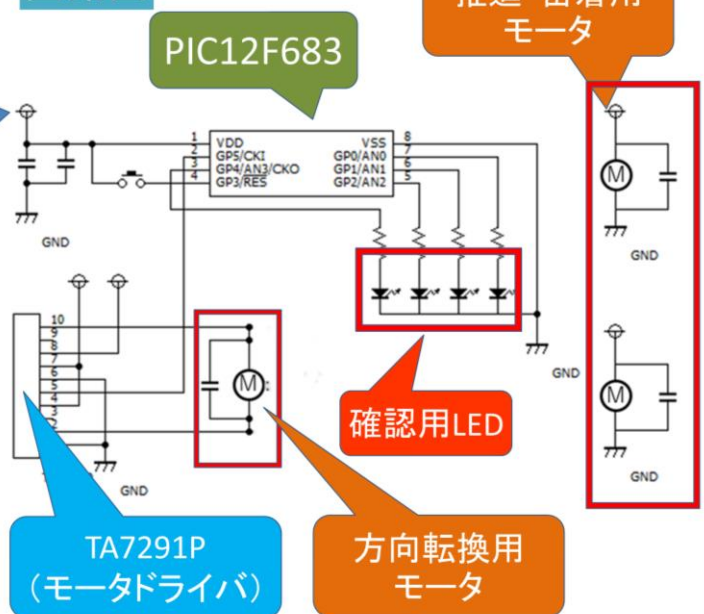 モータ
PIC12F683
1
2
3
4
VDD
GP5/CKI
GP4/AN3/CKO
GP3/RES
VSS
GP0/AN0
GP1/AN1
GP2/AN2
8
7
6
5
M
GND
GND
10
9
8
7
6
5
4
3
2
M
GND
GND
M
GND
確認用LED
TA7291P
(モータドライバ)
方向転換用
モータ